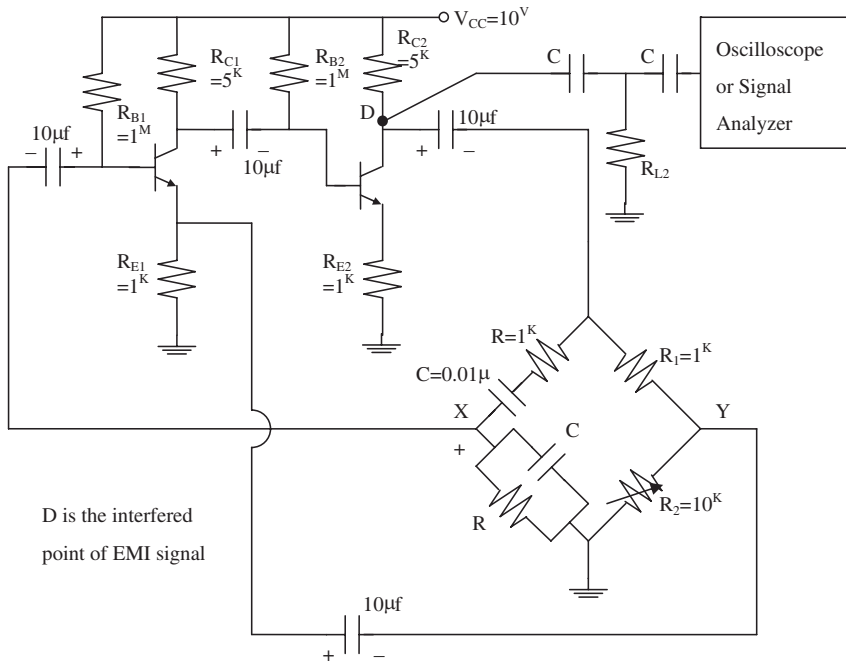 V_CC=10^V
R_C1
=5^K
R_B2
=1^M
R_C2
=5^K
C
C
Oscilloscope
or Signal
Analyzer
R_B1
=1^M
D
10μf
10μf
− +
+ −
10μf
+ −
R_L2
R_E1
=1^K
R_E2
=1^K
R=1^K
R_1=1^K
C=0.01μ
X
Y
+
C
R_2=10^K
R
D is the interfered
point of EMI signal
10μf
+ −